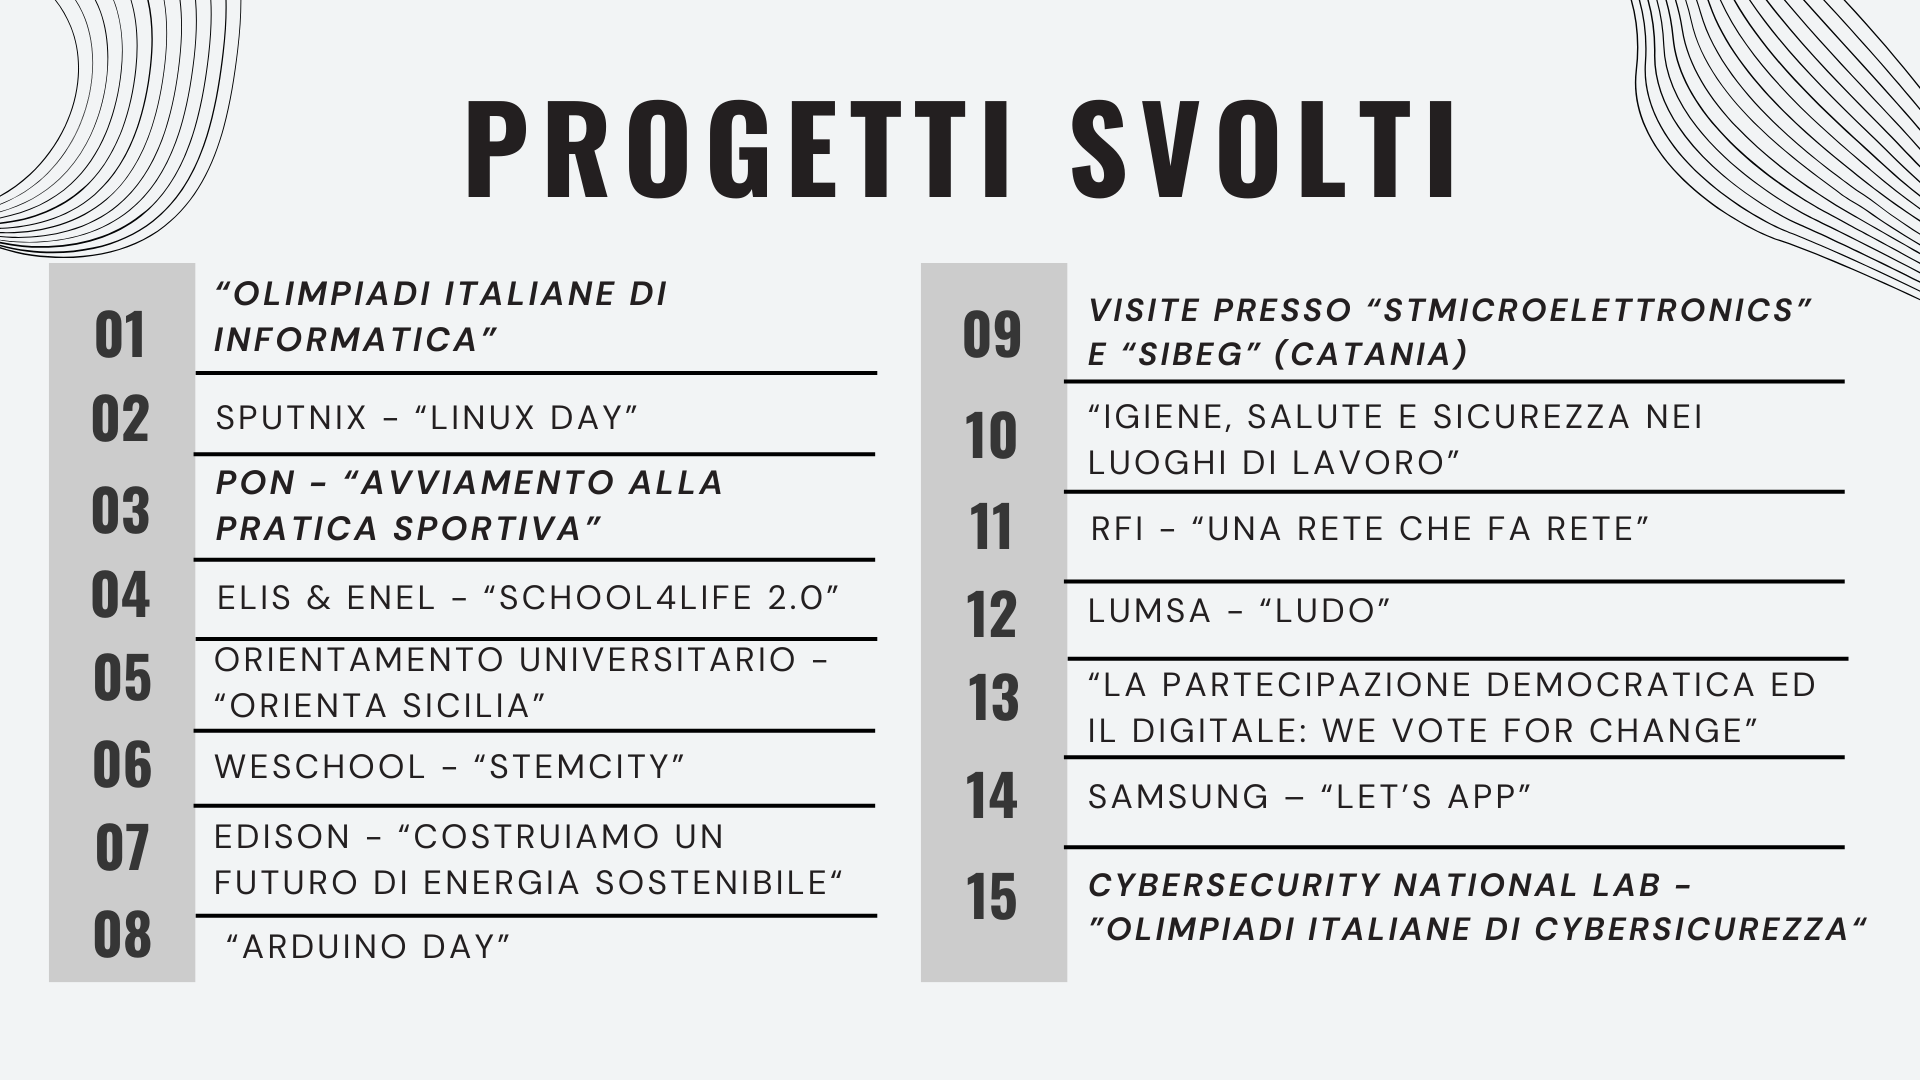 PROGETTI SVOLTI
01
“OLIMPIADI ITALIANE DI
INFORMATICA”
02
SPUTNIX - “LINUX DAY”
03
PON - “AVVIAMENTO ALLA
PRATICA SPORTIVA”
04
ELIS & ENEL - “SCHOOL4LIFE 2.0”
05
ORIENTAMENTO UNIVERSITARIO -
“ORIENTA SICILIA”
06
WESCHOOL - “STEMCITY”
07
EDISON - “COSTRUIAMO UN
FUTURO DI ENERGIA SOSTENIBILE“
08
“ARDUINO DAY”
09
VISITE PRESSO “STMICROELETTRONICS”
E “SIBEG” (CATANIA)
10
“IGIENE, SALUTE E SICUREZZA NEI
LUOGHI DI LAVORO”
11
RFI - “UNA RETE CHE FA RETE”
12
LUMSA - “LUDO”
13
“LA PARTECIPAZIONE DEMOCRATICA ED
IL DIGITALE: WE VOTE FOR CHANGE”
14
SAMSUNG – “LET’S APP”
15
CYBERSECURITY NATIONAL LAB -
”OLIMPIADI ITALIANE DI CYBERSICUREZZA“